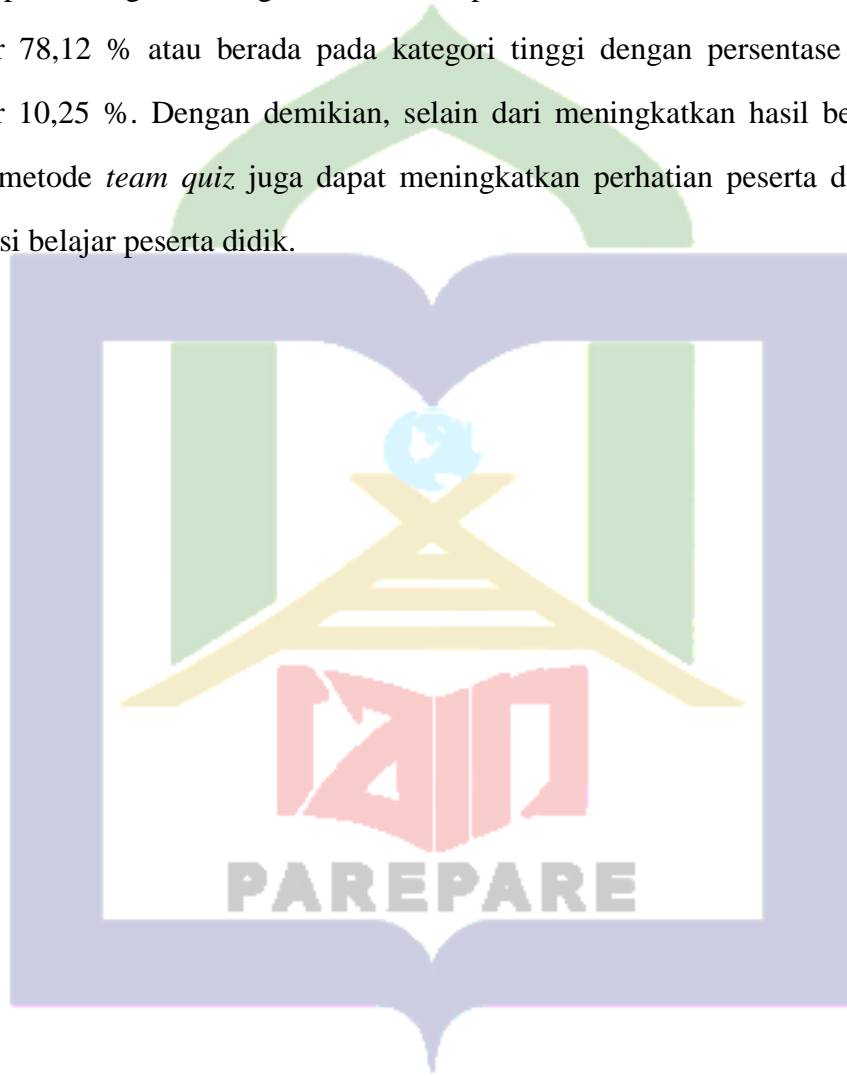 r 78,12 % atau berada pada kategori tinggi dengan persentase
r 10,25 %. Dengan demikian, selain dari meningkatkan hasil be
metode team quiz juga dapat meningkatkan perhatian peserta d
si belajar peserta didik.
iain
PAREPARE